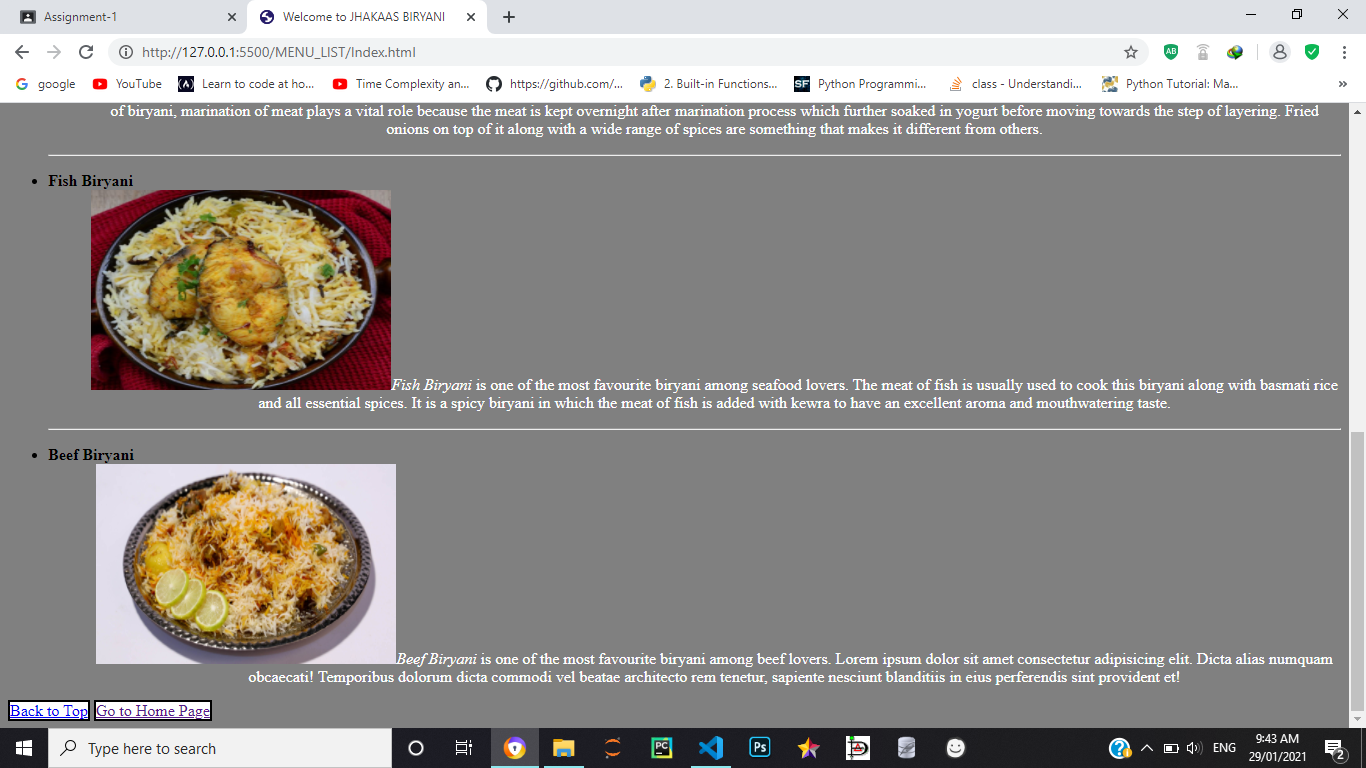 Assignment-1
Welcome to JHAKAAS BIRYANI
http://127.0.0.1:5500/MENU_LIST/Index.html
google
YouTube
Learn to code at ho...
Time Complexity an...
https://github.com/...
2. Built-in Functions...
Python Programmi...
class - Understandi...
Python Tutorial: Ma...
of biryani, marination of meat plays a vital role because the meat is kept overnight after marination process which further soaked in yogurt before moving towards the step of layering. Fried
onions on top of it along with a wide range of spices are something that makes it different from others.
Fish Biryani
Fish Biryani is one of the most favourite biryani among seafood lovers. The meat of fish is usually used to cook this biryani along with basmati rice
and all essential spices. It is a spicy biryani in which the meat of fish is added with kewra to have an excellent aroma and mouthwatering taste.
Beef Biryani
Beef Biryani is one of the most favourite biryani among beef lovers. Lorem ipsum dolor sit amet consectetur adipisicing elit. Dicta alias numquam
obcaecati! Temporibus dolorum dicta commodi vel beatae architecto rem tenetur, sapiente nesciunt blanditiis in eius perferendis sint provident et!
Back to Top Go to Home Page
Type here to search
ENG
9:43 AM
29/01/2021
2